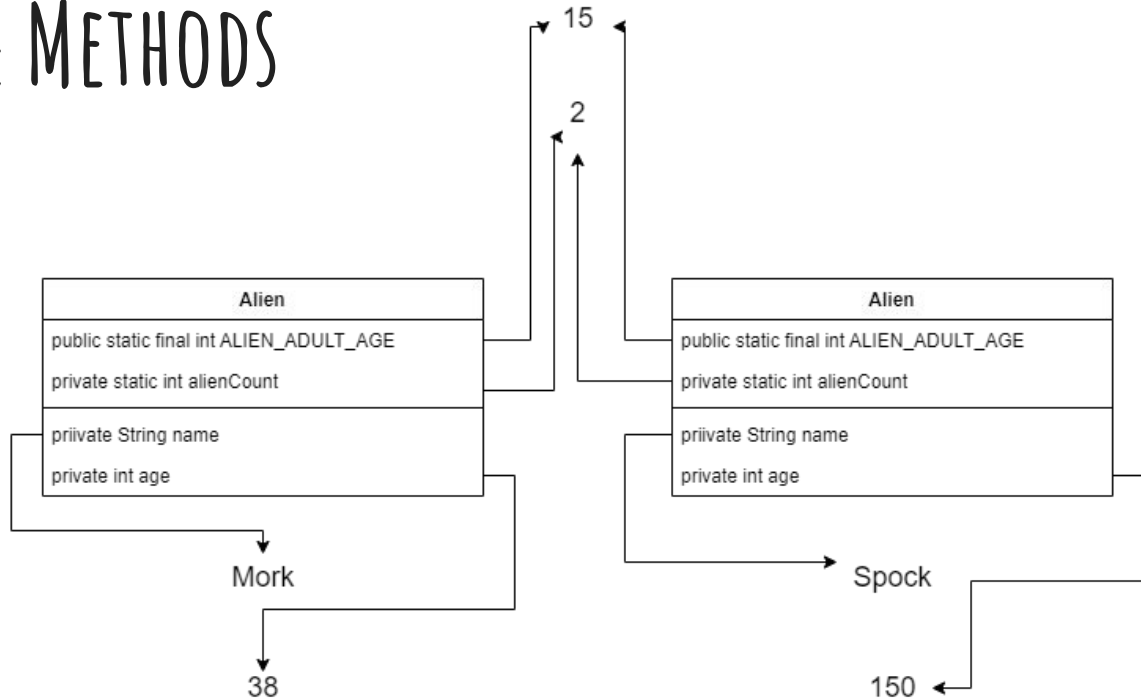 METHODS
15
2
Alien
public static final int ALIEN_ADULT_AGE
private static int alienCount
priivate String name
private int age
Mork
38
Alien
public static final int ALIEN_ADULT_AGE
private static int alienCount
priivate String name
private int age
Spock
150